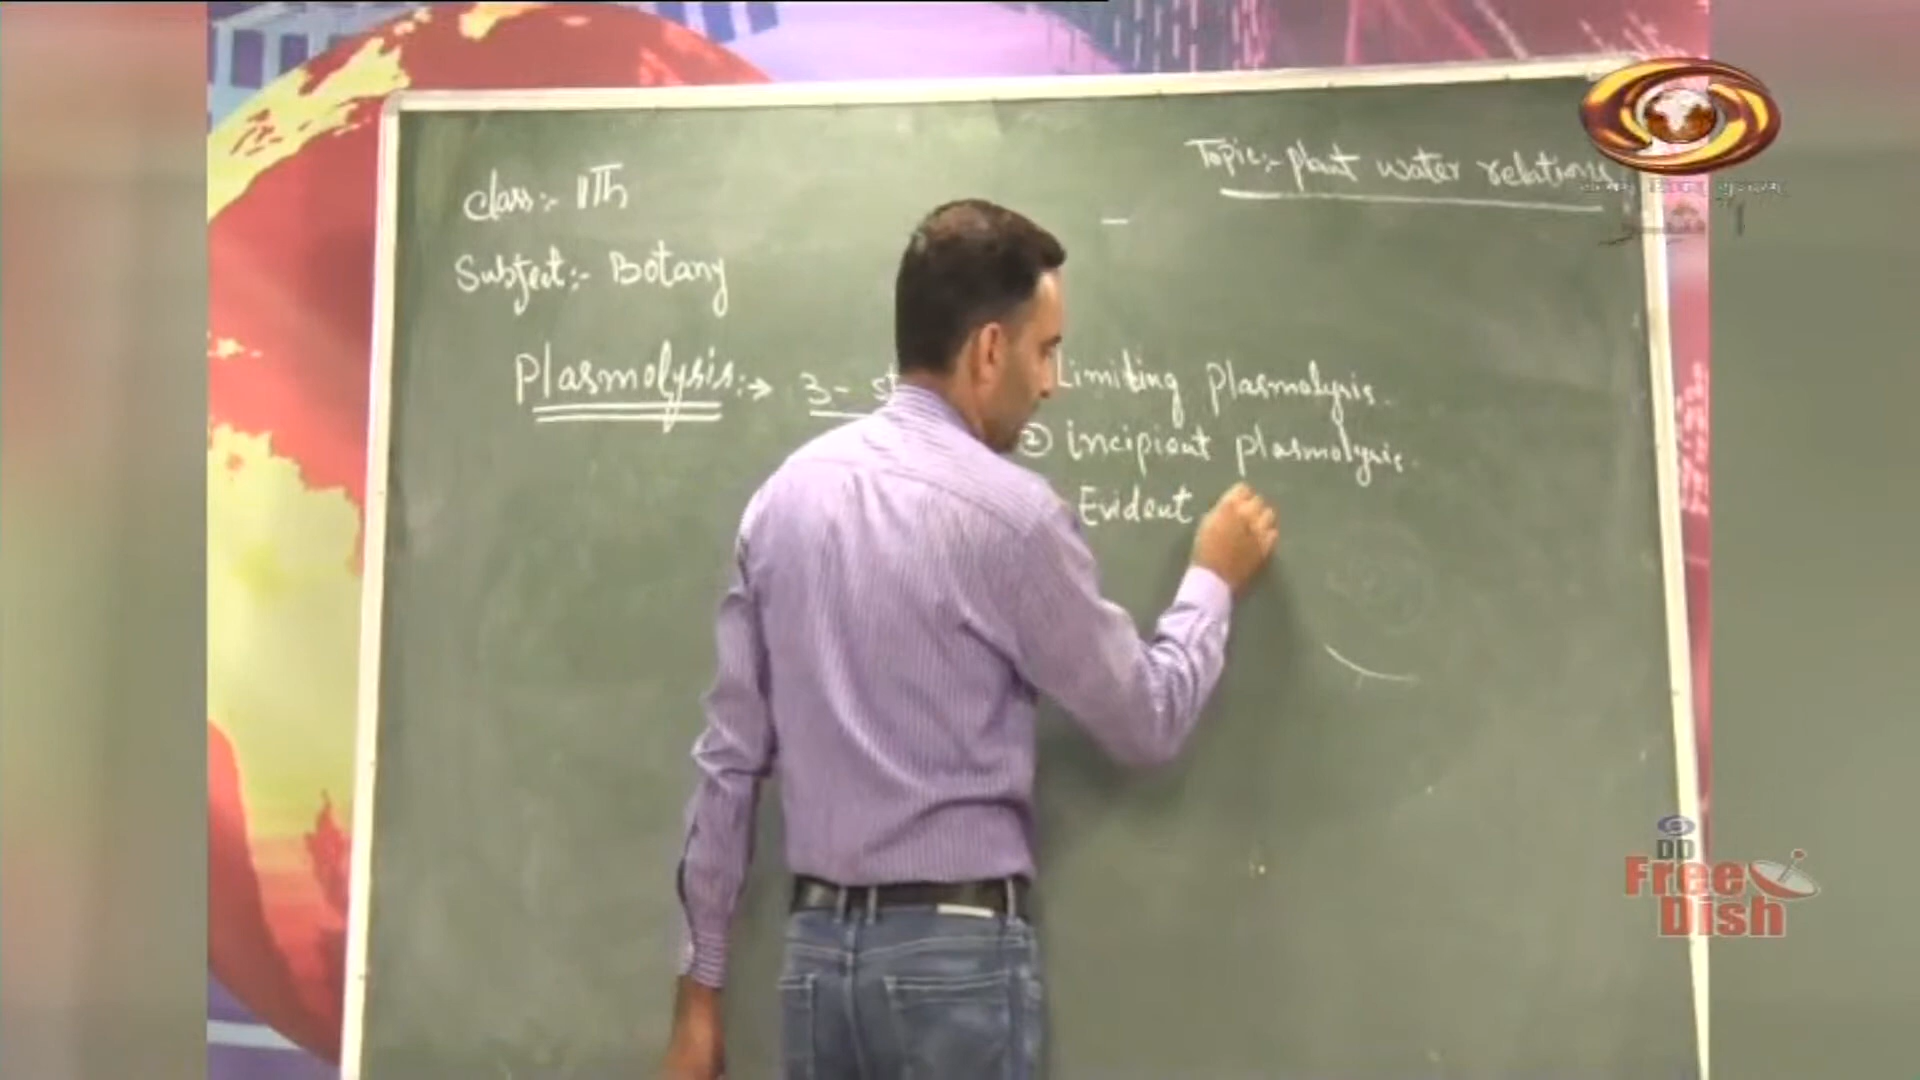 Topic:- plant water relations
Class:- 11Th
Subject:- Botany
Plasmolysis:→ 3- st
Limiting Plasmolysis.
② incipient plasmolysis.
Evident
DD
Free
Dish